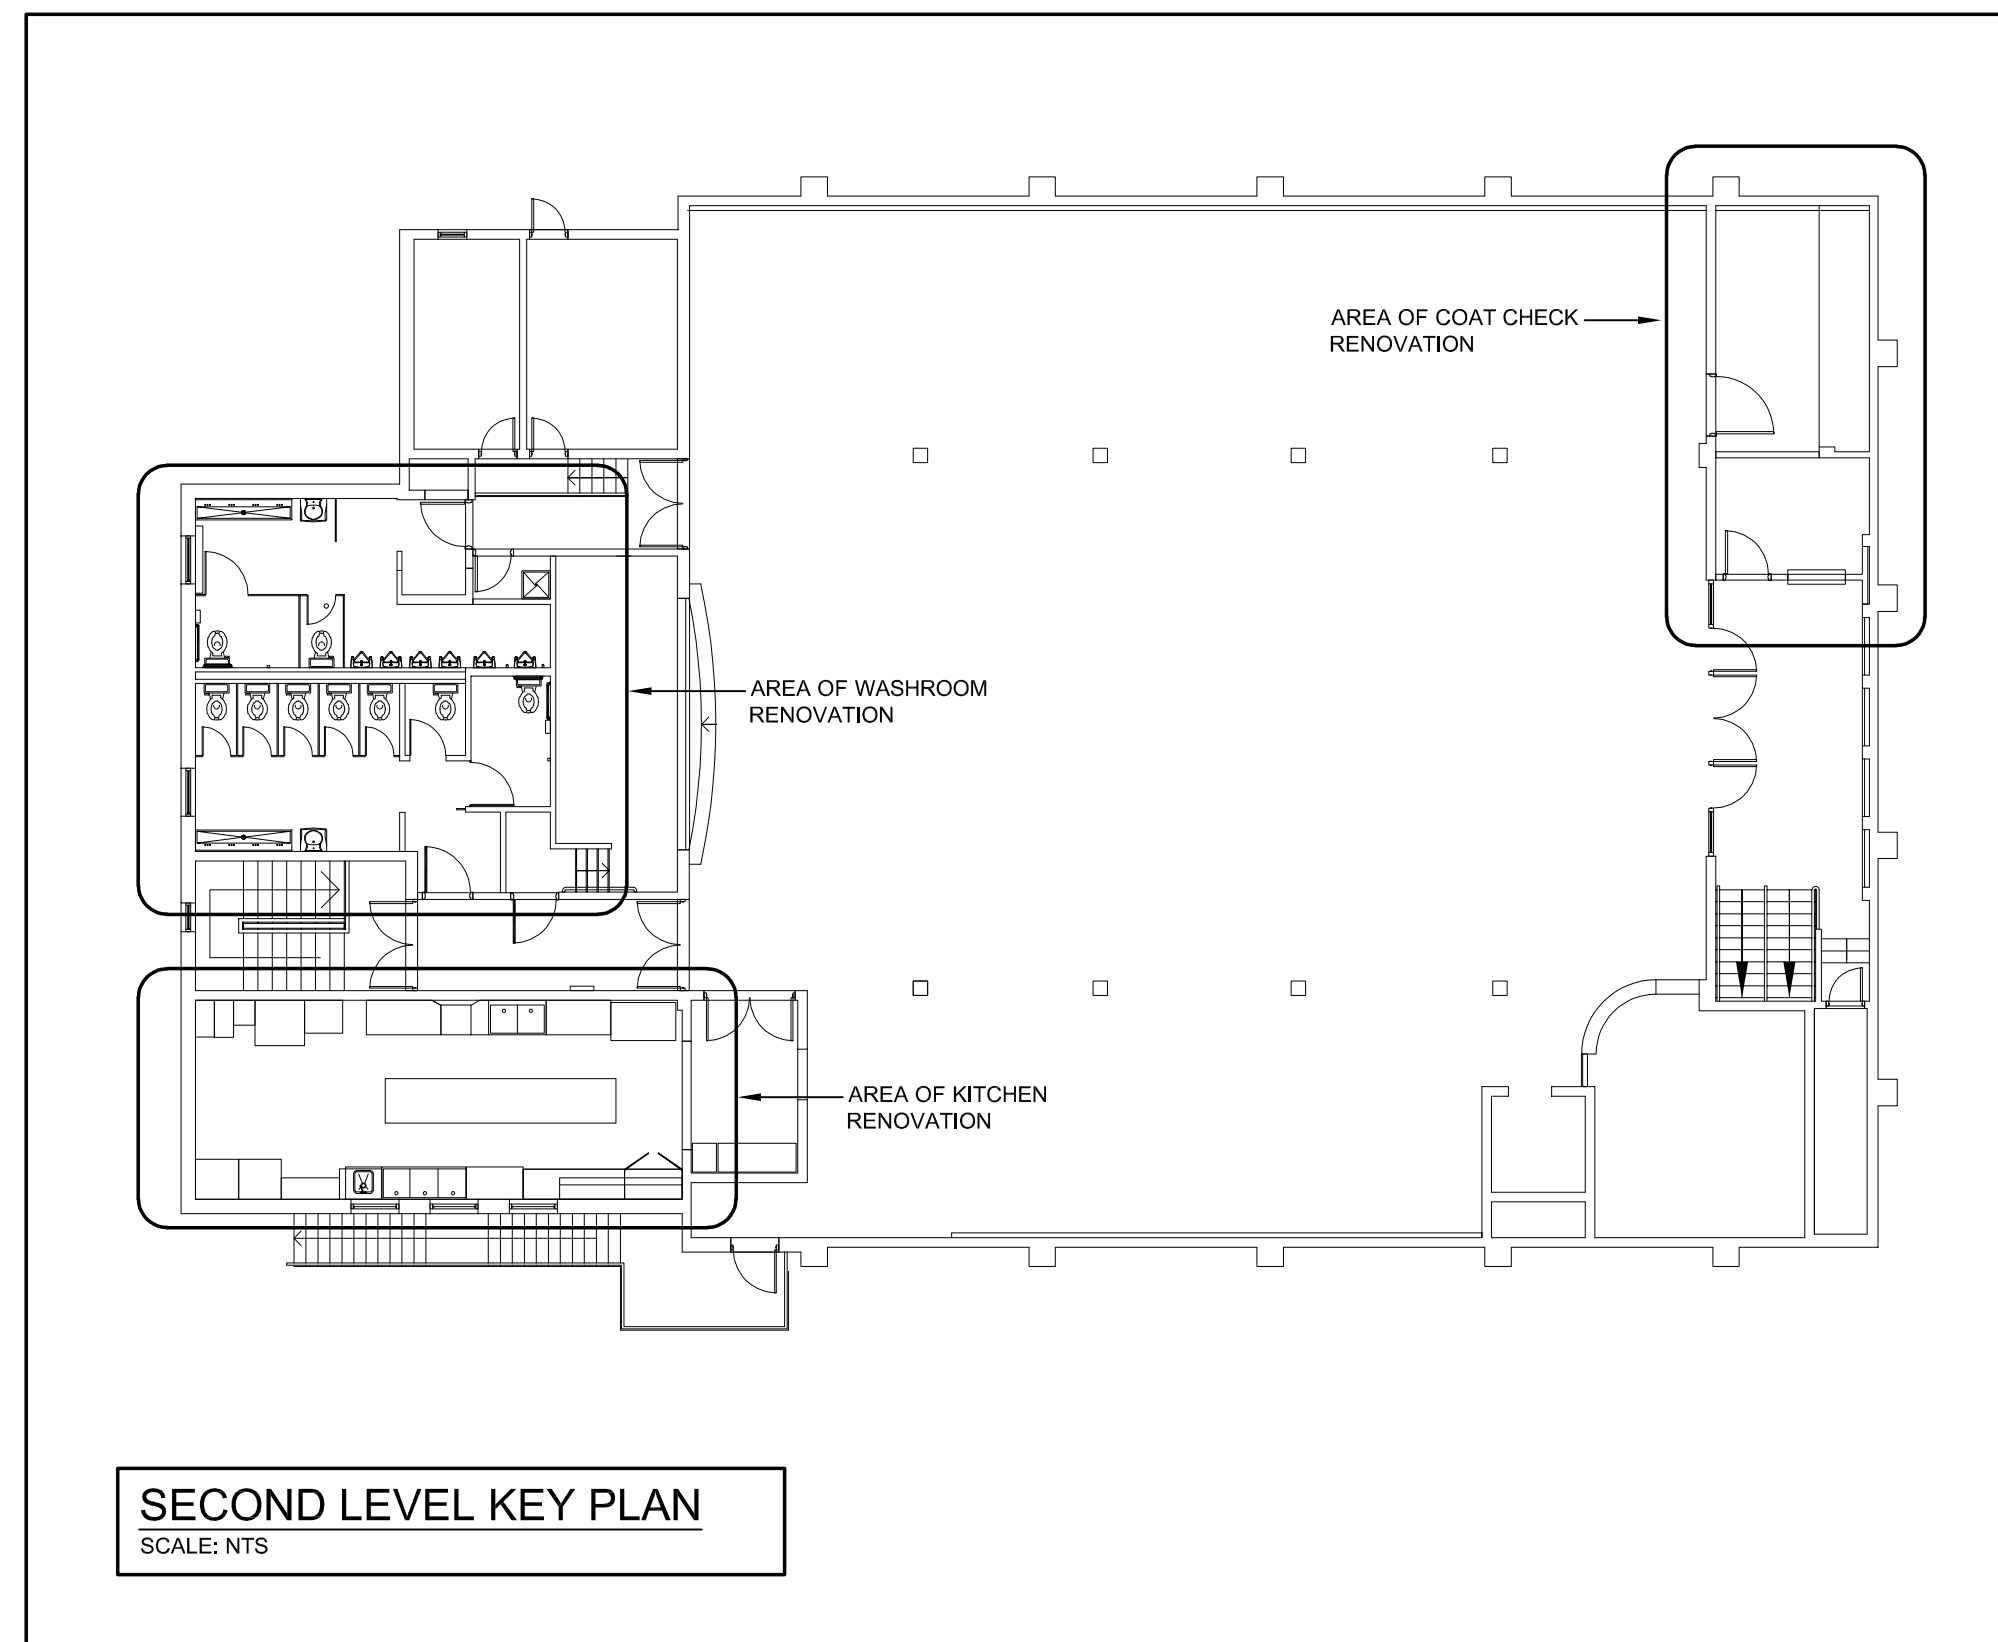 AREA OF COAT CHECK
RENOVATION
AREA OF WASHROOM
RENOVATION
AREA OF KITCHEN
RENOVATION
SECOND LEVEL KEY PLAN
SCALE: NTS